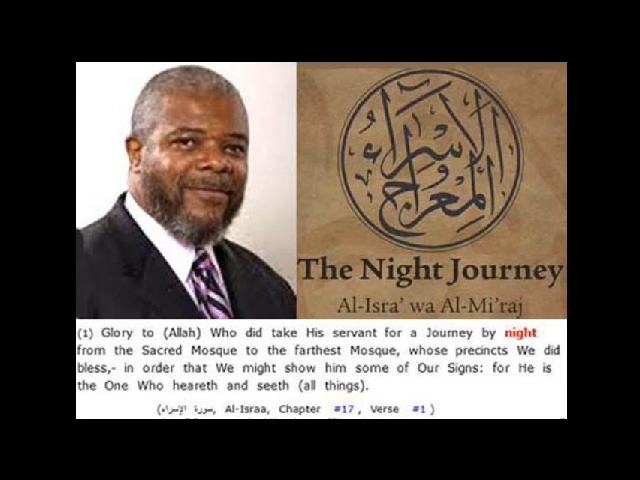 الإسراء
و
المعراج
The Night Journey
Al-Isra' wa Al-Mi'raj
(1) Glory to (Allah) Who did take His servant for a Journey by night
from the Sacred Mosque to the farthest Mosque, whose precincts We did
bless,- in order that We might show him some of Our Signs: for He is
the One Who heareth and seeth (all things).
(سورة الإسراء, Al-Israa, Chapter #17, Verse #1)